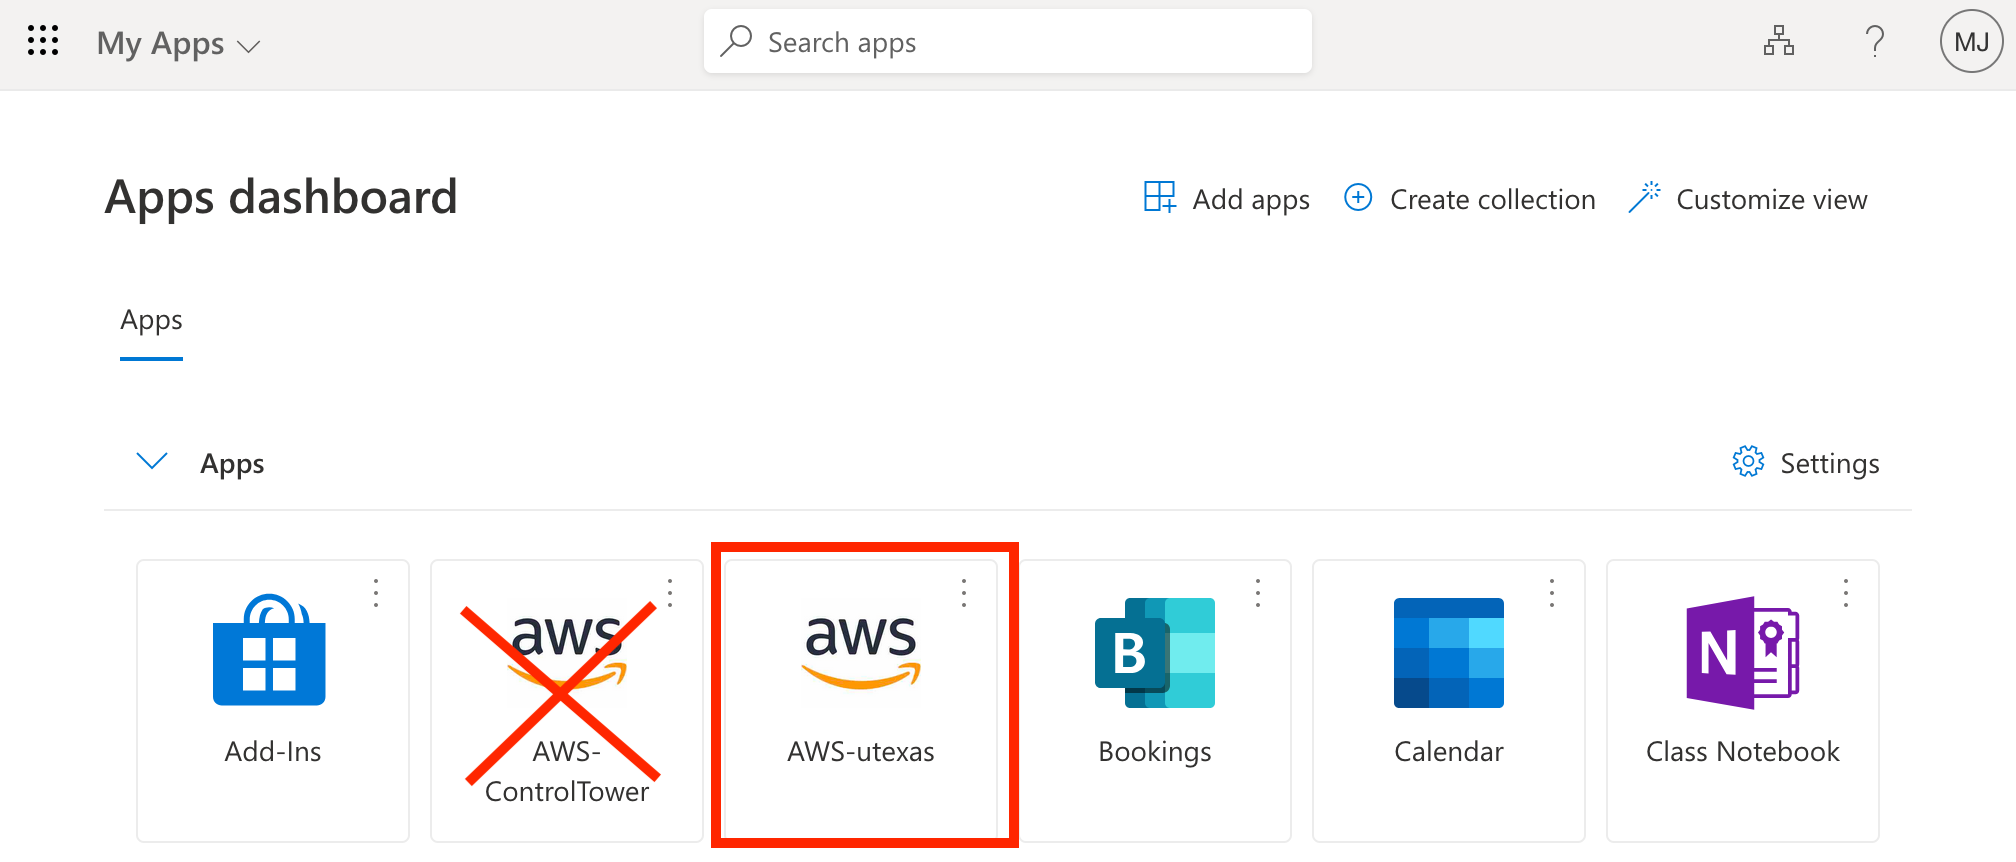 My Apps
Search apps
MJ
Apps dashboard
Add apps
Create collection
Customize view
Apps
Apps
Settings
aws
aws
B
N
Add-Ins
AWS-
ControlTower
AWS-utexas
Bookings
Calendar
Class Notebook